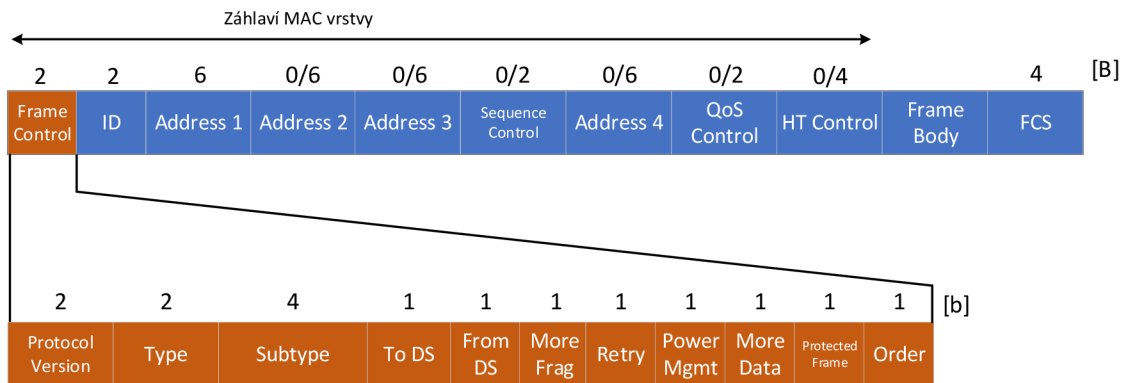 Záhlaví MAC vrstvy
2 2 6 0/6 0/6 0/2 0/6 0/2 0/4 4 [B]
Frame Control ID Address 1 Address 2 Address 3 Sequence Control Address 4 QoS Control HT Control Frame Body FCS
2 2 4 1 1 1 1 1 1 1 1 [b]
Protocol Version Type Subtype To DS From DS More Frag Retry Power Mgmt More Data Protected Frame Order